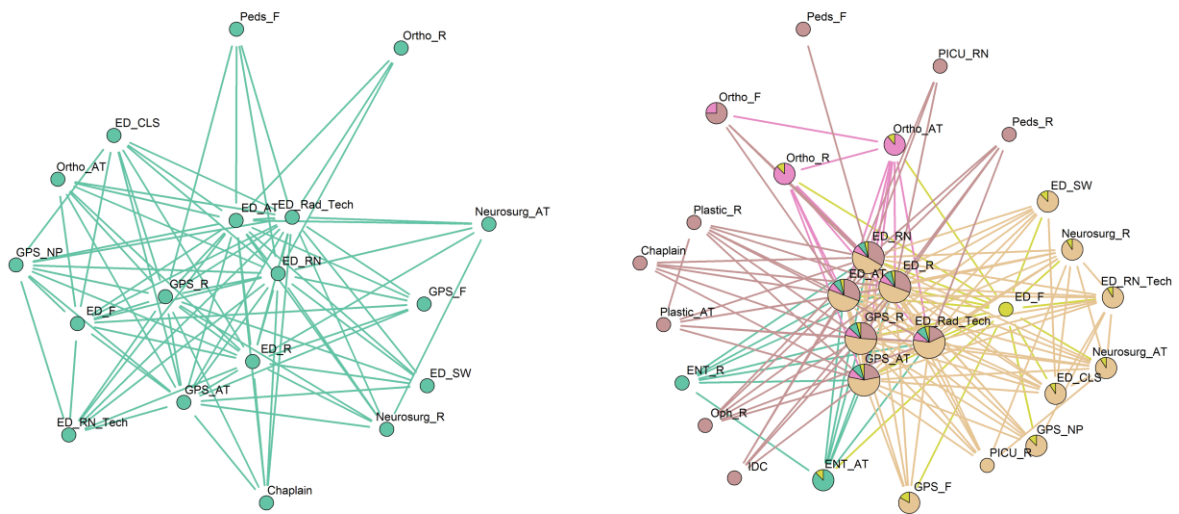 Peds_F
Ortho_R
ED_CLS
Ortho_AT
ED_AT
ED_Rad_Tech
Neurosurg_AT
GPS_NP
ED_RN
GPS_R
GPS_F
ED_F
ED_R
ED_SW
GPS_AT
ED_RN_Tech
Neurosurg_R
Chaplain
Peds_F
PICU_RN
Ortho_F
Ortho_AT
Peds_R
Ortho_R
ED_SW
Plastic_R
Neurosurg_R
ED_RN
Chaplain
ED_R
ED_AT
ED_RN_Tech
ED_F
Plastic_AT
GPS_R
ED_Rad_Tech
Neurosurg_AT
GPS_AT
ENT_R
ED_CLS
Oph_R
GPS_NP
PICU_R
IDC
ENT_AT
GPS_F